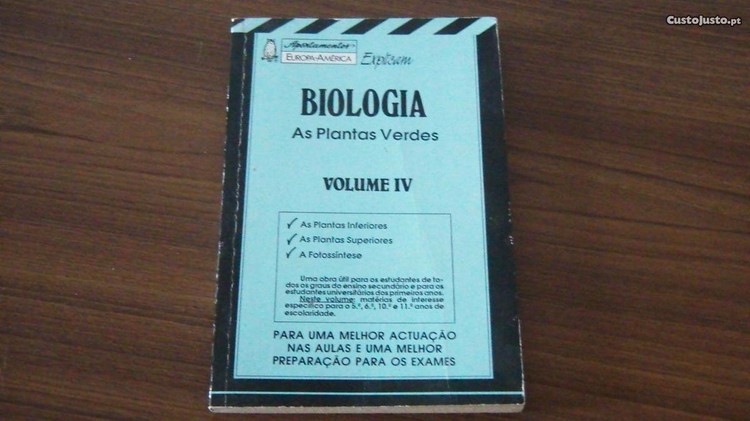 CustoJusto.pt
Apontamentos
EUROPA-AMÉRICA
Explicam
BIOLOGIA
As Plantas Verdes
VOLUME IV
✓ As Plantas Inferiores
✓ As Plantas Superiores
✓ A Fotossíntese
Uma obra útil para os estudantes de to-
dos os graus do ensino secundário e para os
estudantes universitários dos primeiros anos.
Neste volume: matérias de interesse
específico para o 5.º, 6.º, 10.º e 11.º anos de
escolaridade.
PARA UMA MELHOR ACTUAÇÃO
NAS AULAS E UMA MELHOR
PREPARAÇÃO PARA OS EXAMES